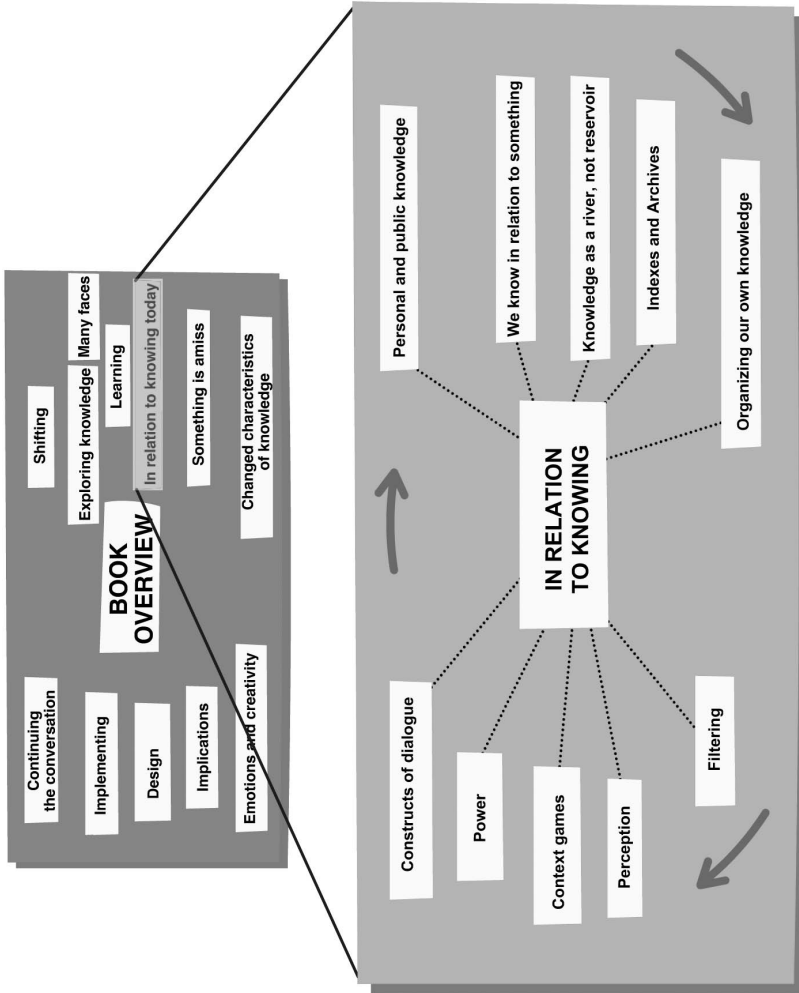 BOOK
OVERVIEW
Shifting
Exploring knowledge
Many faces
Learning
In relation to knowing today
Something is amiss
Changed characteristics
of knowledge
Emotions and creativity
Implications
Design
Implementing
Continuing
the conversation
IN RELATION
TO KNOWING
Personal and public knowledge
We know in relation to something
Knowledge as a river, not reservoir
Indexes and Archives
Organizing our own knowledge
Filtering
Perception
Context games
Power
Constructs of dialogue